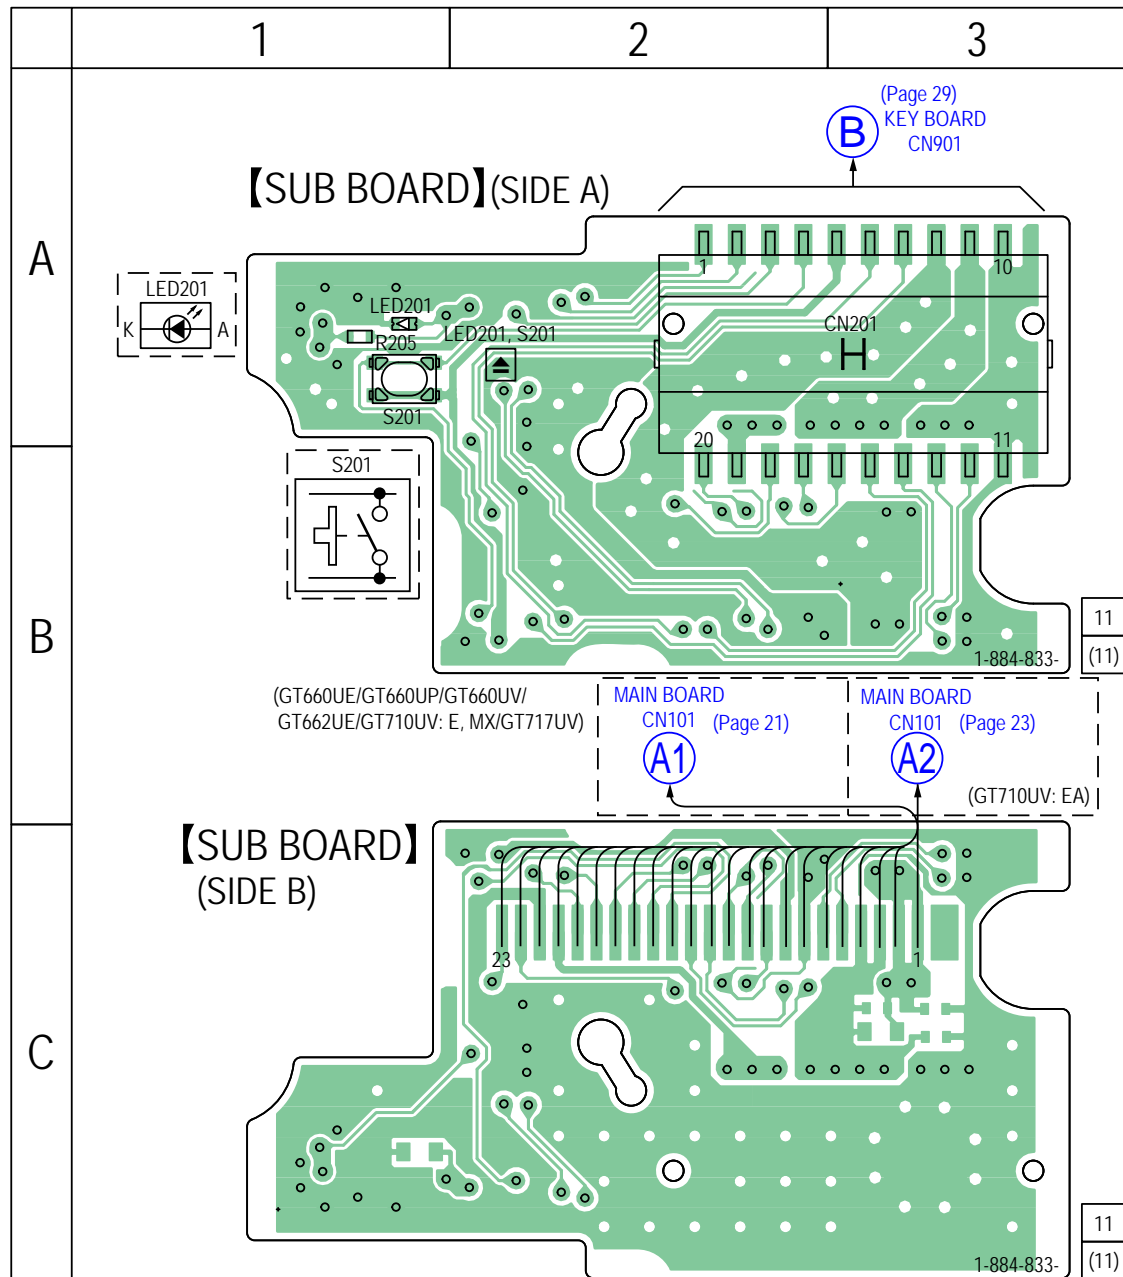 1 2 3
A
(Page 29)
B KEY BOARD
CN901
【SUB BOARD】(SIDE A)
LED201
K A
LED201
R205
LED201, S201
S201
1 10
CN201
H
20 11
B
S201
11
(11)
1-884-833-
(GT660UE/GT660UP/GT660UV/
GT662UE/GT710UV: E, MX/GT717UV)
MAIN BOARD
CN101 (Page 21)
A1
MAIN BOARD
CN101 (Page 23)
A2
(GT710UV: EA)
C
【SUB BOARD】
(SIDE B)
23 1
11
(11)
1-884-833-